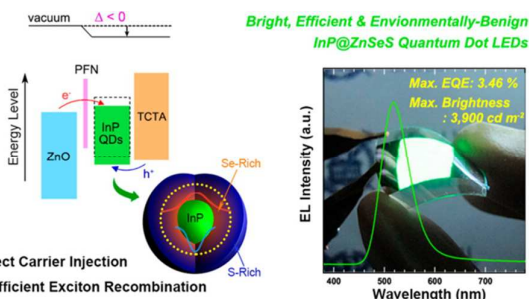 vacuum
Δ < 0
PFN
e⁻
ZnO
InP
QDs
TCTA
h⁺
Energy Level
Se-Rich
InP
S-Rich
ect Carrier Injection
fficient Exciton Recombination
Bright, Efficient & Envionmentally-Benign
InP@ZnSeS Quantum Dot LEDs
Max. EQE: 3.46 %
Max. Brightness
: 3,900 cd m⁻²
EL Intensity (a.u.)
400 500 600 700
Wavelength (nm)